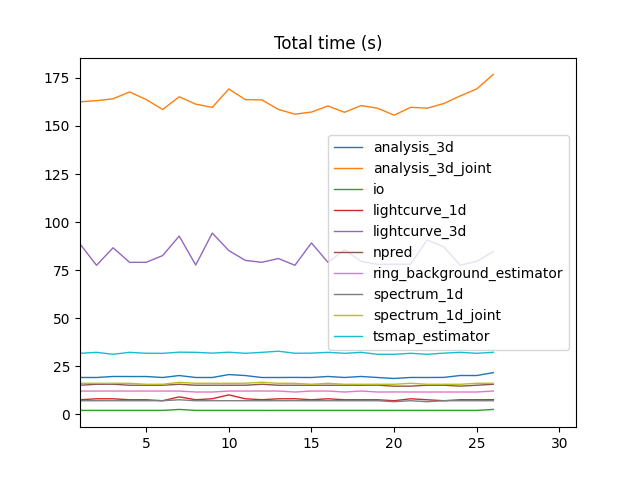 Total time (s)
175
150
125
100
75
50
25
0
analysis_3d
analysis_3d_joint
io
lightcurve_1d
lightcurve_3d
npred
ring_background_estimator
spectrum_1d
spectrum_1d_joint
tsmap_estimator
5 10 15 20 25 30